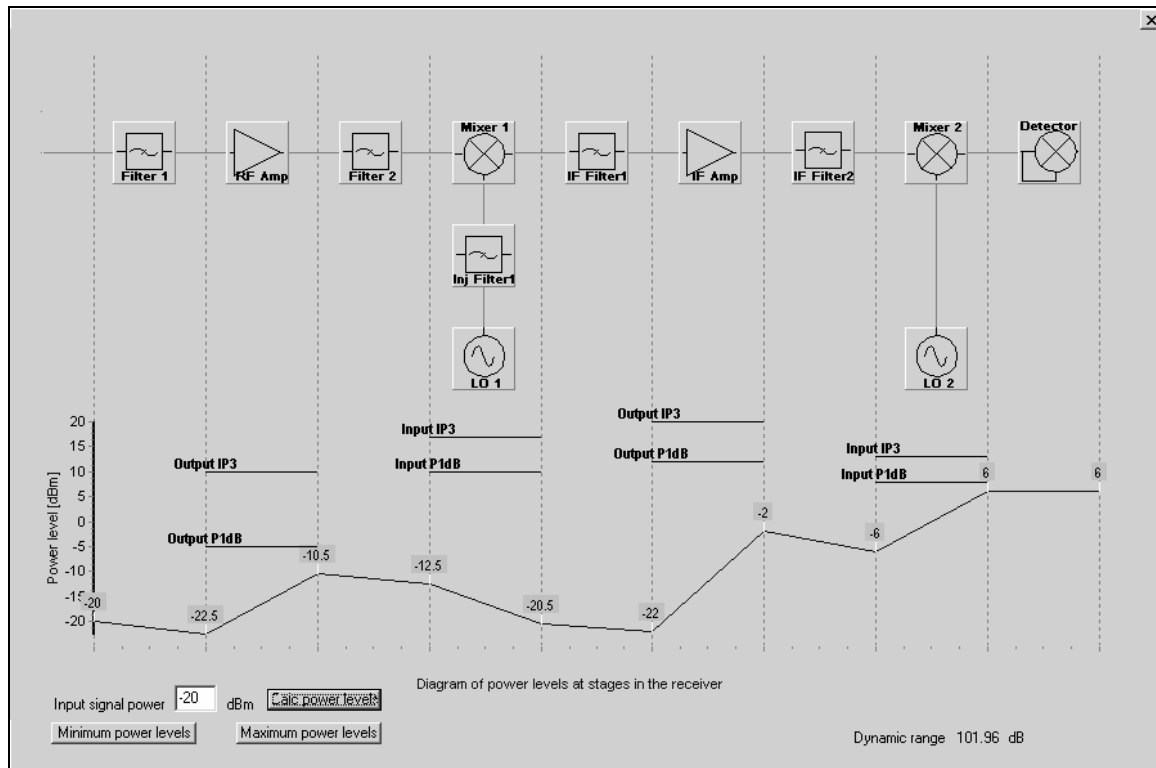 Mixer 1
Mixer 2
Detector
Filter 1
RF Amp
Filter 2
IF Filter1
IF Amp
IF Filter2
Inj Filter1
LO 1
LO 2
Power level [dBm]
20
15
10
5
0
-5
-10
-15
-20
Output IP3
Output P1dB
Input IP3
Input P1dB
Output IP3
Output P1dB
Input IP3
Input P1dB
-20
-22.5
-10.5
-12.5
-20.5
-22
-2
-6
6
6
Diagram of power levels at stages in the receiver
Input signal power -20 dBm Calc power levels
Minimum power levels Maximum power levels
Dynamic range 101.96 dB